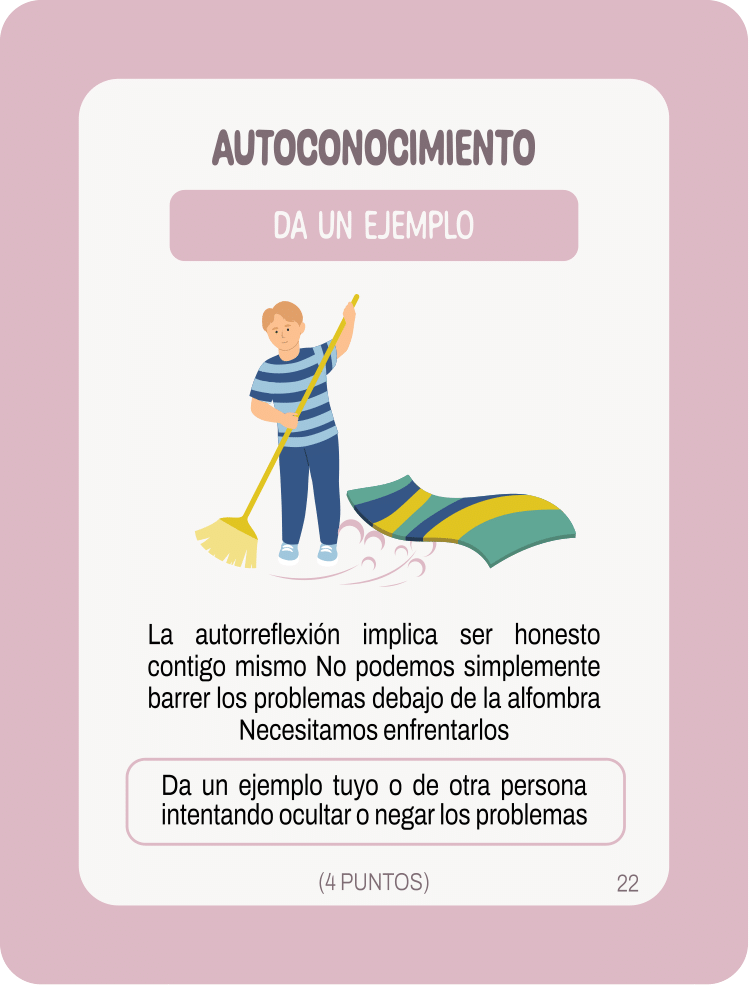 AUTOCONOCIMIENTO
DA UN EJEMPLO
La autorreflexión implica ser honesto
contigo mismo No podemos simplemente
barrer los problemas debajo de la alfombra
Necesitamos enfrentarlos
Da un ejemplo tuyo o de otra persona
intentando ocultar o negar los problemas
(4 PUNTOS)
22